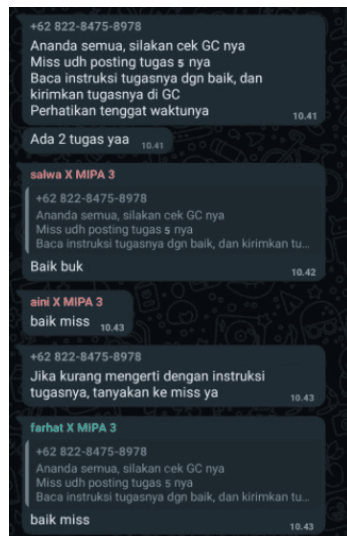 +62 822-8475-8978
Ananda semua, silakan cek GC nya
Miss udh posting tugas 5 nya
Baca instruksi tugasnya dgn baik, dan
kirimkan tugasnya di GC
Perhatikan tenggat waktunya
10.41
Ada 2 tugas yaa 10.41
salwa X MIPA 3
+62 822-8475-8978
Ananda semua, silakan cek GC nya
Miss udh posting tugas 5 nya
Baca instruksi tugasnya dgn baik, dan kirimkan tu...
Baik buk
10.42
aini X MIPA 3
baik miss 10.43
+62 822-8475-8978
Jika kurang mengerti dengan instruksi
tugasnya, tanyakan ke miss ya
10.43
farhat X MIPA 3
+62 822-8475-8978
Ananda semua, silakan cek GC nya
Miss udh posting tugas 5 nya
Baca instruksi tugasnya dgn baik, dan kirimkan tu...
baik miss
10.43